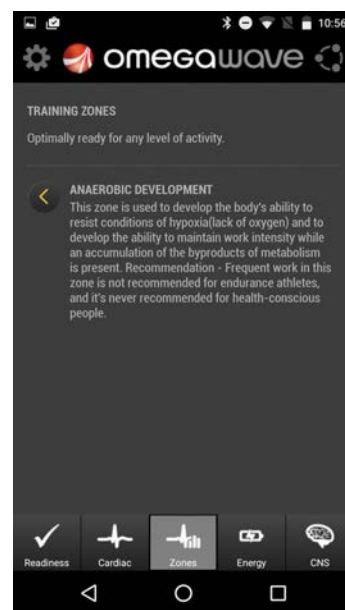 10:56
omegawave
TRAINING ZONES
Optimally ready for any level of activity.
ANAEROBIC DEVELOPMENT
This zone is used to develop the body's ability to
resist conditions of hypoxia(lack of oxygen) and to
develop the ability to maintain work intensity while
an accumulation of the byproducts of metabolism
is present. Recommendation - Frequent work in this
zone is not recommended for endurance athletes,
and it's never recommended for health-conscious
people.
Readiness Cardiac Zones Energy CNS